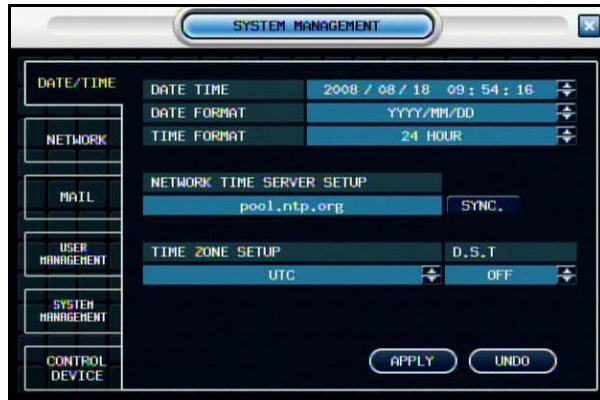 SYSTEM MANAGEMENT
DATE/TIME
NETWORK
MAIL
USER
MANAGEMENT
SYSTEM
MANAGEMENT
CONTROL
DEVICE
DATE TIME 2008 / 08 / 18 09 : 54 : 16
DATE FORMAT YYYY/MM/DD
TIME FORMAT 24 HOUR
NETWORK TIME SERVER SETUP
pool.ntp.org SYNC.
TIME ZONE SETUP D.S.T
UTC OFF
APPLY UNDO